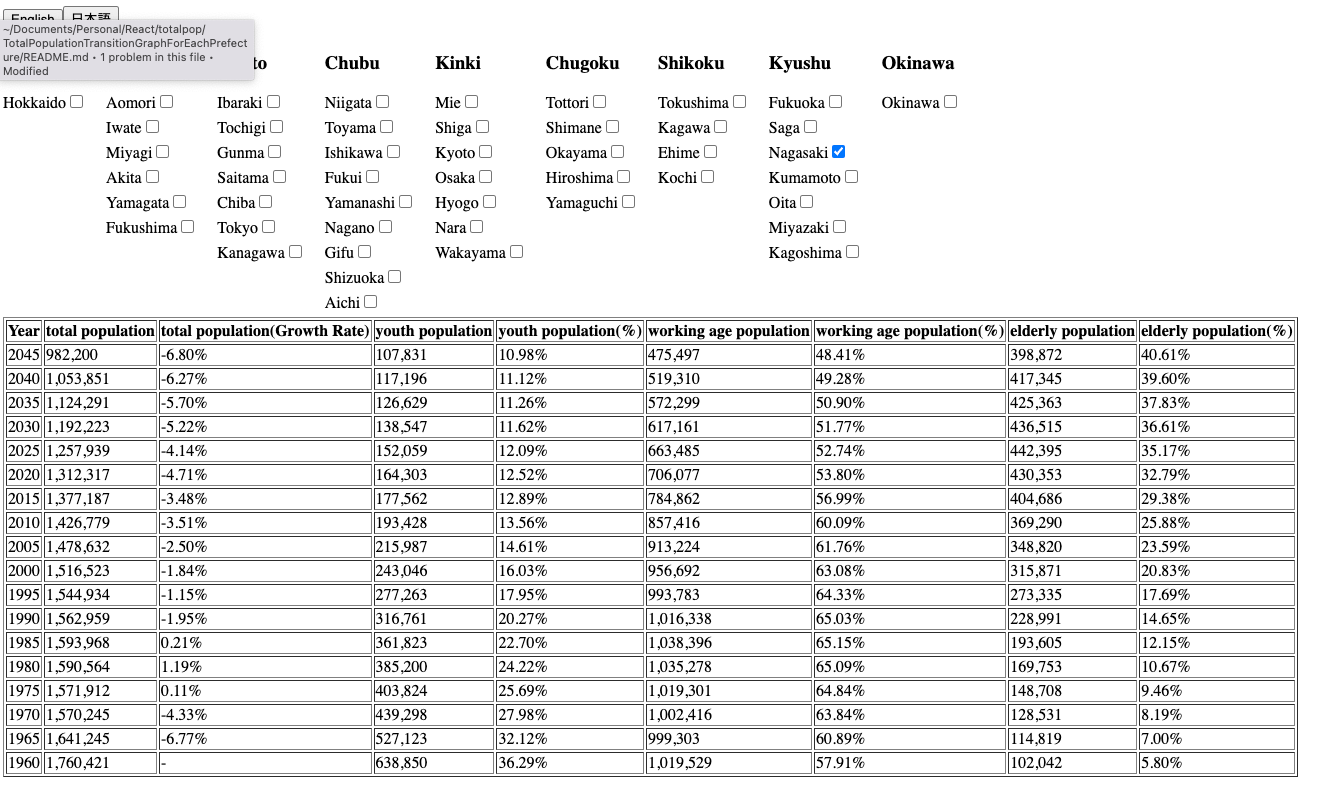 English 日本語
~/Documents/Personal/React/totalpop/
TotalPopulationTransitionGraphForEachPrefect
ure/README.md • 1 problem in this file •
Modified
Chubu Kinki Chugoku Shikoku Kyushu Okinawa
Hokkaido Aomori Ibaraki Niigata Mie Tottori Tokushima Fukuoka Okinawa
Iwate Tochigi Toyama Shiga Shimane Kagawa Saga
Miyagi Gunma Ishikawa Kyoto Okayama Ehime Nagasaki
Akita Saitama Fukui Osaka Hiroshima Kochi Kumamoto
Yamagata Chiba Yamanashi Hyogo Yamaguchi Oita
Fukushima Tokyo Nagano Nara Miyazaki
Kanagawa Gifu Wakayama Kagoshima
Shizuoka
Aichi
Year total population total population(Growth Rate) youth population youth population(%) working age population working age population(%) elderly population elderly population(%)
2045 982,200 -6.80% 107,831 10.98% 475,497 48.41% 398,872 40.61%
2040 1,053,851 -6.27% 117,196 11.12% 519,310 49.28% 417,345 39.60%
2035 1,124,291 -5.70% 126,629 11.26% 572,299 50.90% 425,363 37.83%
2030 1,192,223 -5.22% 138,547 11.62% 617,161 51.77% 436,515 36.61%
2025 1,257,939 -4.14% 152,059 12.09% 663,485 52.74% 442,395 35.17%
2020 1,312,317 -4.71% 164,303 12.52% 706,077 53.80% 430,353 32.79%
2015 1,377,187 -3.48% 177,562 12.89% 784,862 56.99% 404,686 29.38%
2010 1,426,779 -3.51% 193,428 13.56% 857,416 60.09% 369,290 25.88%
2005 1,478,632 -2.50% 215,987 14.61% 913,224 61.76% 348,820 23.59%
2000 1,516,523 -1.84% 243,046 16.03% 956,692 63.08% 315,871 20.83%
1995 1,544,934 -1.15% 277,263 17.95% 993,783 64.33% 273,335 17.69%
1990 1,562,959 -1.95% 316,761 20.27% 1,016,338 65.03% 228,991 14.65%
1985 1,593,968 0.21% 361,823 22.70% 1,038,396 65.15% 193,605 12.15%
1980 1,590,564 1.19% 385,200 24.22% 1,035,278 65.09% 169,753 10.67%
1975 1,571,912 0.11% 403,824 25.69% 1,019,301 64.84% 148,708 9.46%
1970 1,570,245 -4.33% 439,298 27.98% 1,002,416 63.84% 128,531 8.19%
1965 1,641,245 -6.77% 527,123 32.12% 999,303 60.89% 114,819 7.00%
1960 1,760,421 - 638,850 36.29% 1,019,529 57.91% 102,042 5.80%